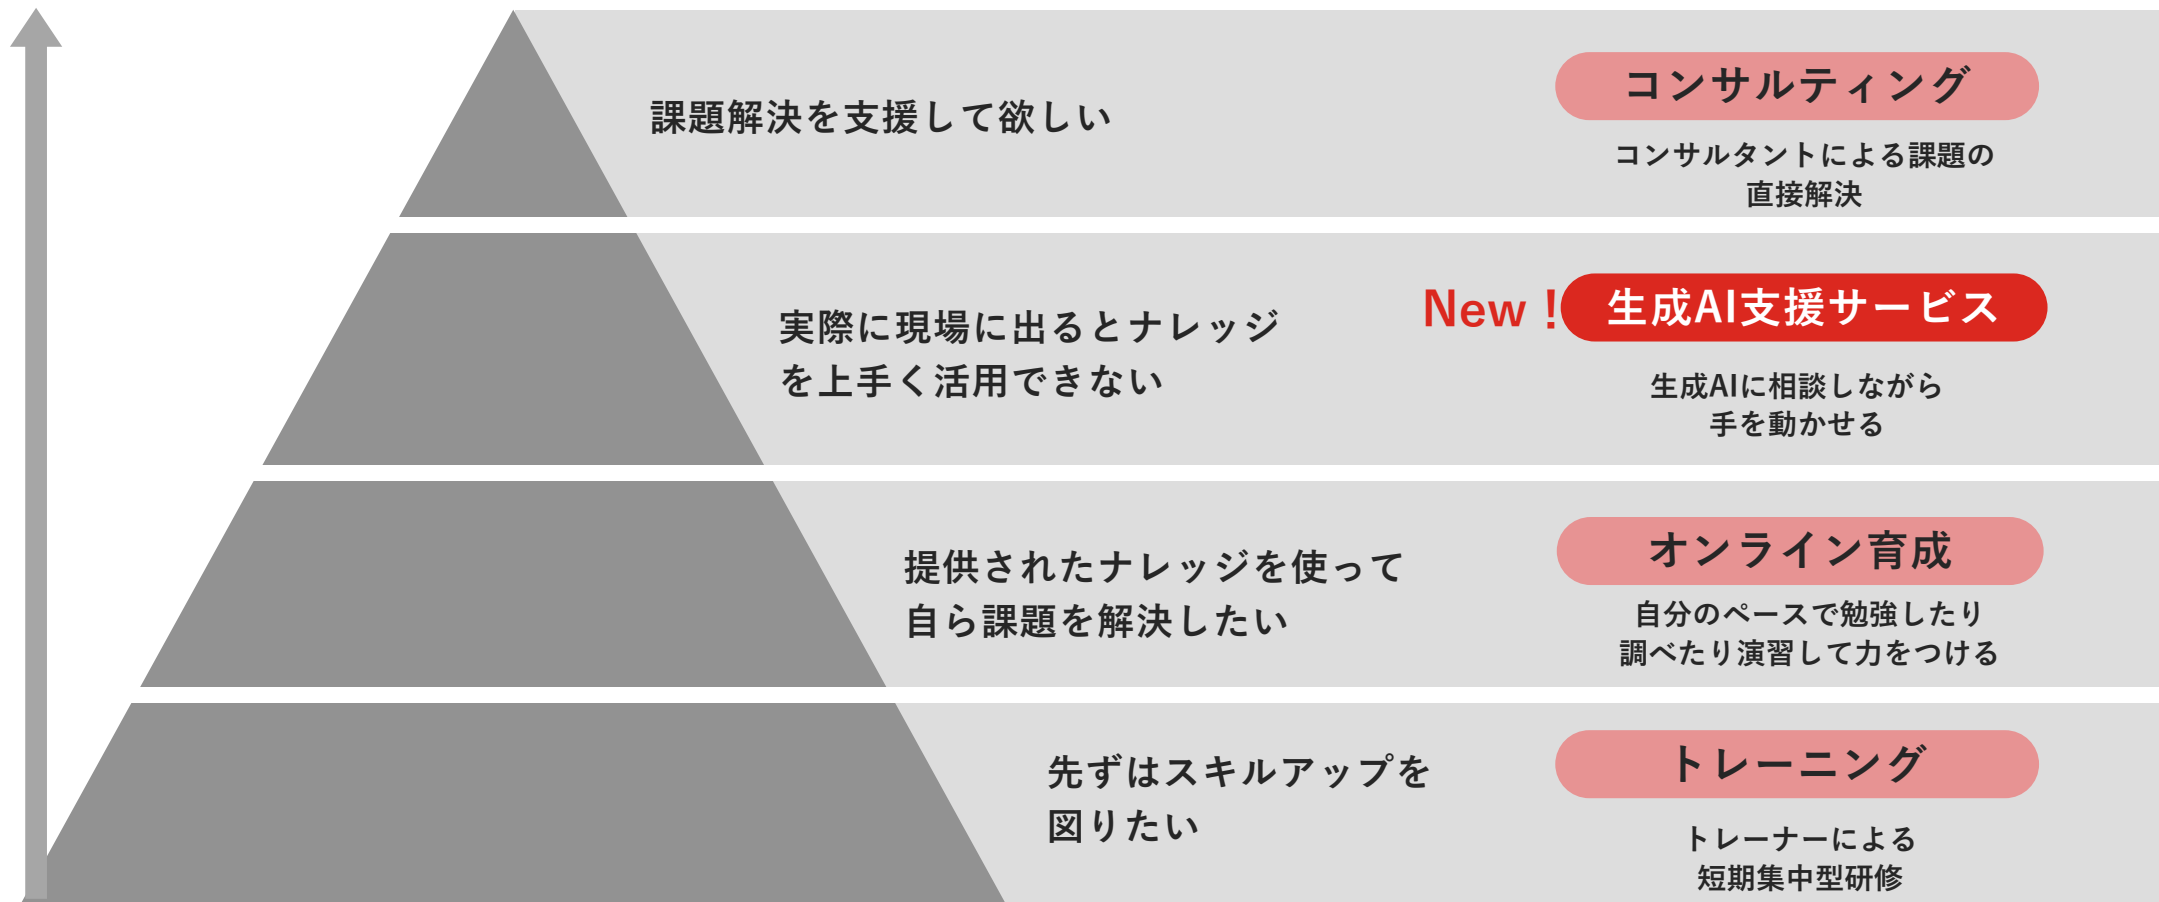 課題解決を支援して欲しい
コンサルティング
コンサルタントによる課題の
直接解決
実際に現場に出るとナレッジ
を上手く活用できない
New！
生成AI支援サービス
生成AIに相談しながら
手を動かせる
提供されたナレッジを使って
自ら課題を解決したい
オンライン育成
自分のペースで勉強したり
調べたり演習して力をつける
先ずはスキルアップを
図りたい
トレーニング
トレーナーによる
短期集中型研修